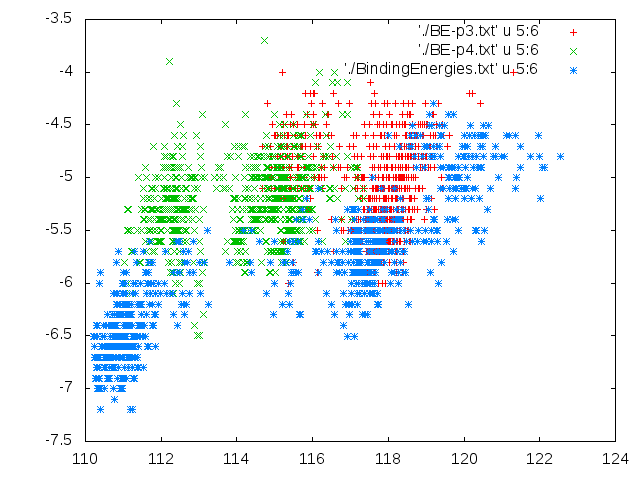 -3.5
'./BE-p3.txt' u 5:6
'./BE-p4.txt' u 5:6
-4
'./BindingEnergies.txt' u 5:6
-4.5
-5
-5.5
-6
-6.5
-7
-7.5
110 112 114 116 118 120 122 124